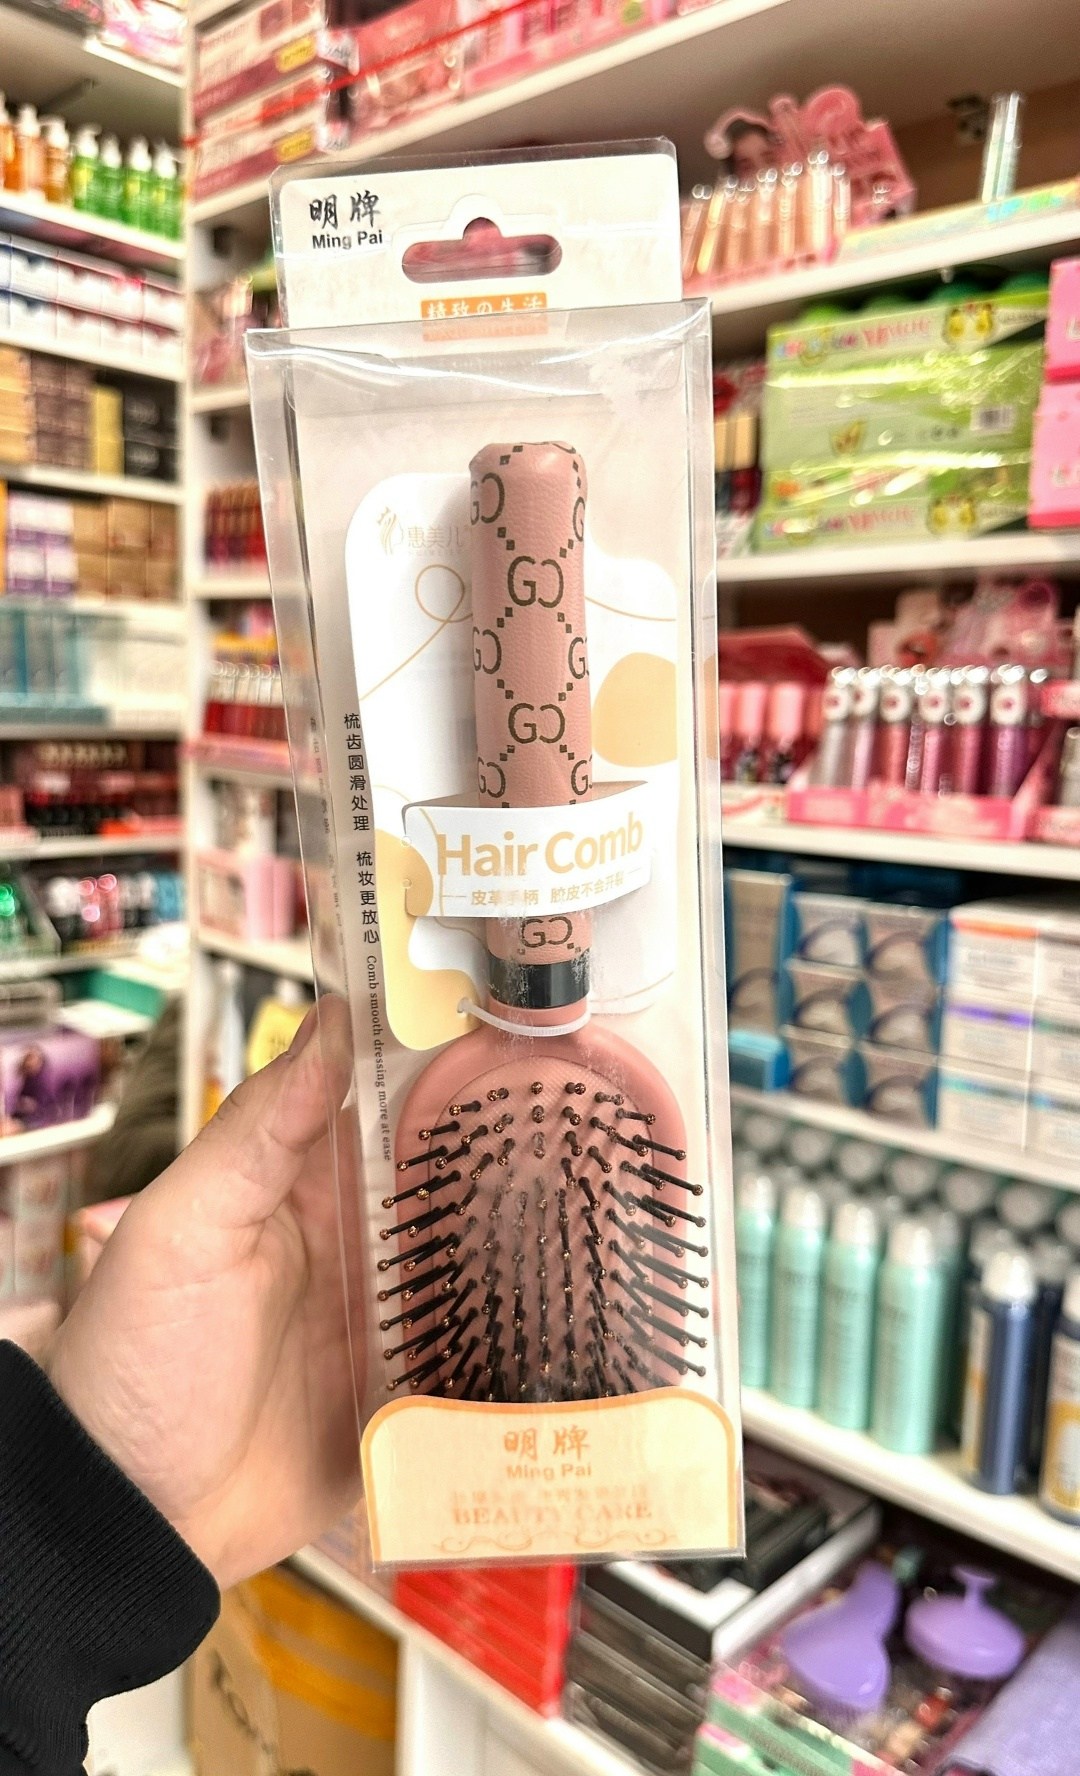 明牌
Ming Pai
精致の生活
惠美儿
梳齿圆滑处理 梳妆更放心
Comb smooth dressing more at ease
Hair Comb
皮革手柄 胶皮不会开裂
明牌
Ming Pai
BEAUTY CARE